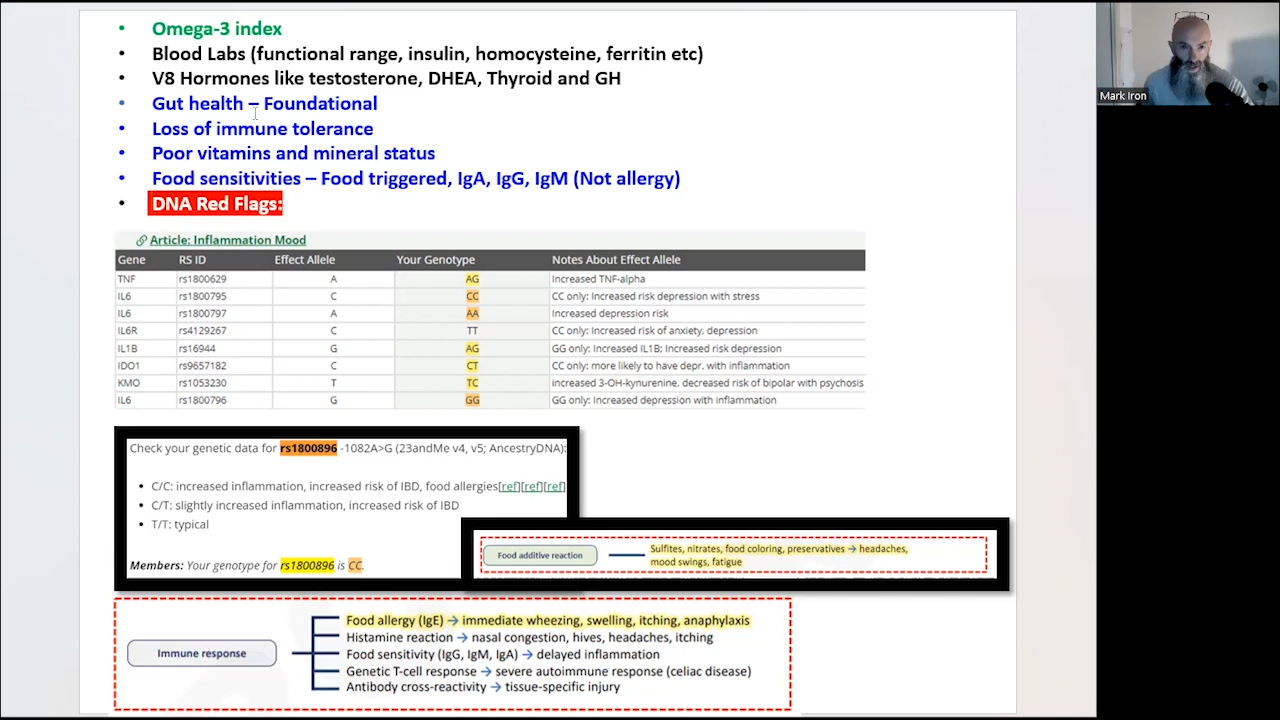 • Omega-3 index
• Blood Labs (functional range, insulin, homocysteine, ferritin etc)
• V8 Hormones like testosterone, DHEA, Thyroid and GH
• Gut health – Foundational
• Loss of immune tolerance
• Poor vitamins and mineral status
• Food sensitivities – Food triggered, IgA, IgG, IgM (Not allergy)
• DNA Red Flags:
Mark Iron
Article: Inflammation Mood
Gene RS ID Effect Allele Your Genotype Notes About Effect Allele
TNF rs1800629 A AG Increased TNF-alpha
IL6 rs1800795 C CC CC only: Increased risk depression with stress
IL6 rs1800797 A AA Increased depression risk
IL6R rs4129267 C TT CC only: Increased risk of anxiety, depression
IL1B rs16944 G AG GG only: Increased IL1B; Increased risk depression
IDO1 rs9657182 C CT CC only: more likely to have depr. with inflammation
KMO rs1053230 T TC increased 3-OH-kynurenine, decreased risk of bipolar with psychosis
IL6 rs1800796 G GG GG only: Increased depression with inflammation
Check your genetic data for rs1800896 -1082A>G (23andMe v4, v5; AncestryDNA):
• C/C: increased inflammation, increased risk of IBD, food allergies[ref][ref][ref]
• C/T: slightly increased inflammation, increased risk of IBD
• T/T: typical
Members: Your genotype for rs1800896 is CC.
Food additive reaction
Sulfites, nitrates, food coloring, preservatives → headaches,
mood swings, fatigue
Immune response
Food allergy (IgE) → immediate wheezing, swelling, itching, anaphylaxis
Histamine reaction → nasal congestion, hives, headaches, itching
Food sensitivity (IgG, IgM, IgA) → delayed inflammation
Genetic T-cell response → severe autoimmune response (celiac disease)
Antibody cross-reactivity → tissue-specific injury